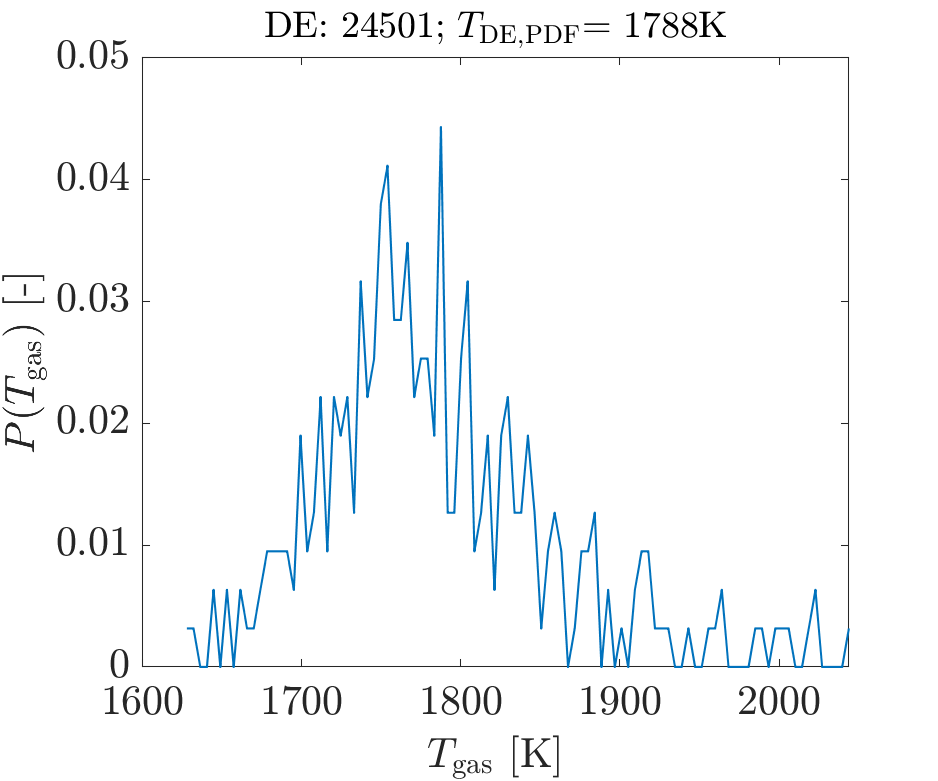 DE: 24501; T_DE,PDF= 1788K
0.05
0.04
0.03
0.02
0.01
0
P(T_gas) [-]
1600 1700 1800 1900 2000
T_gas [K]